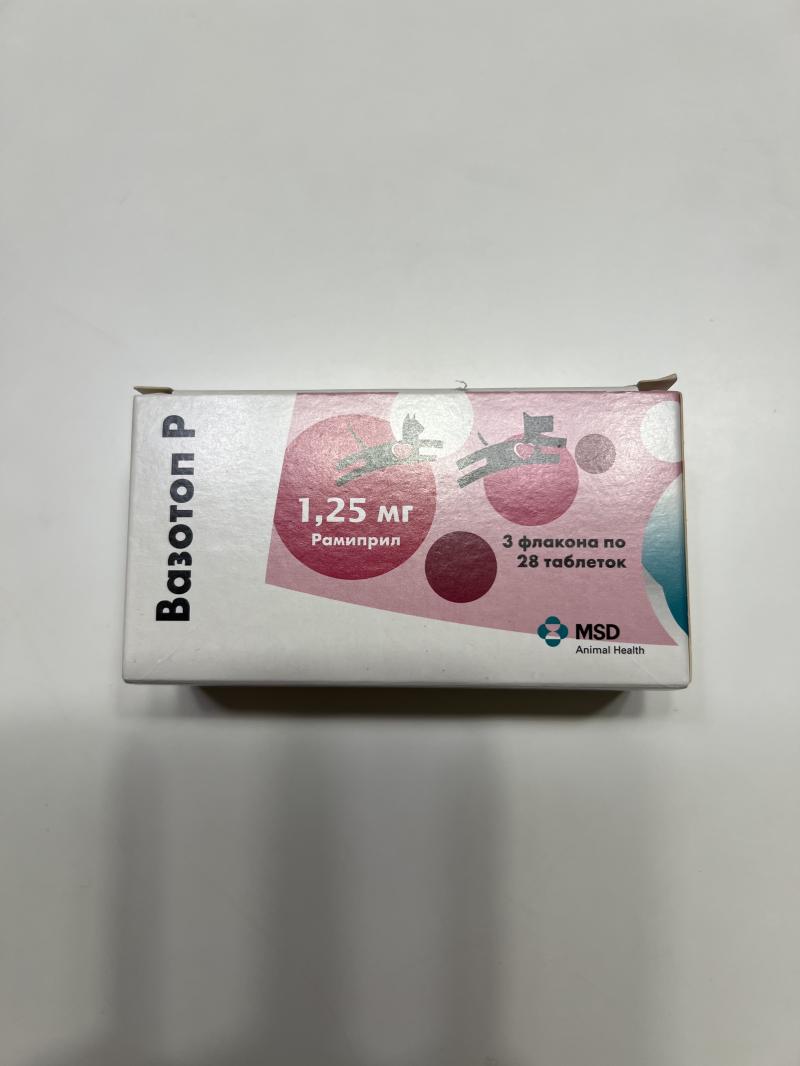 Вазотоп Р
1,25 мг
Рамиприл
3 флакона по
28 таблеток
MSD
Animal Health